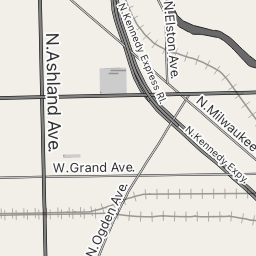 N.Kennedy Express Rl.
N.Elston Ave.
N.Ashland Ave.
N.Milwaukee
N.Kennedy Expy
W.Grand Ave.
N.Ogden Ave.